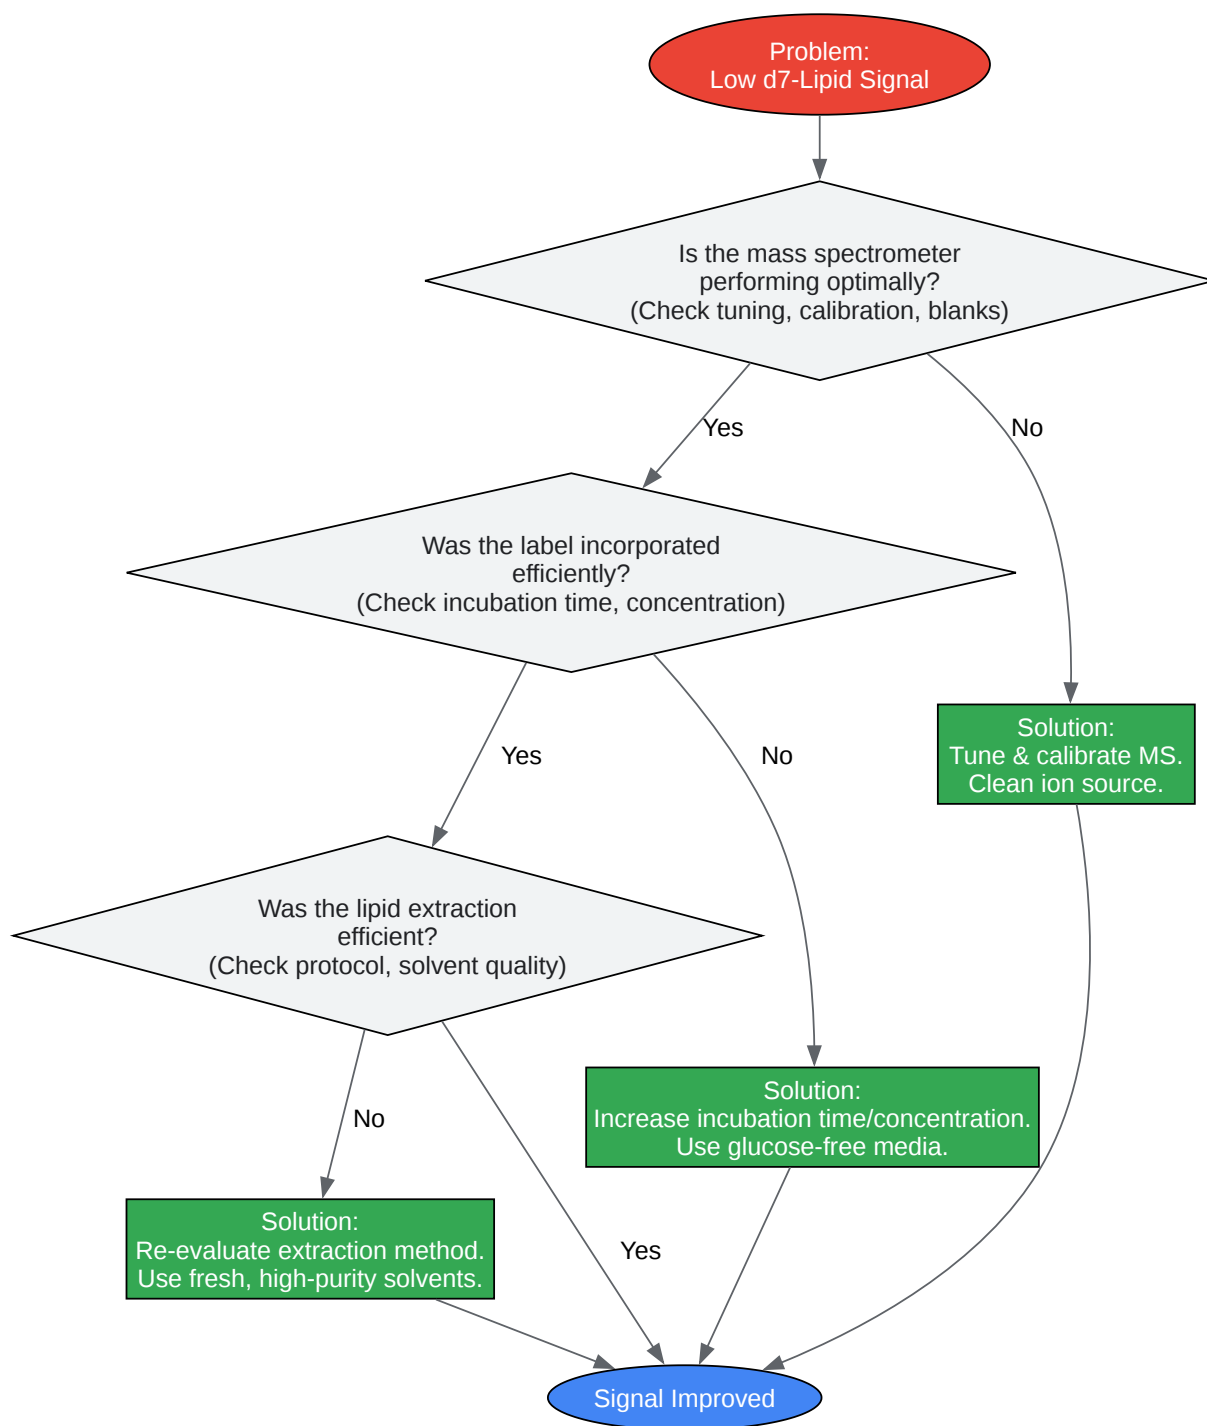 Problem:
Low d7-Lipid Signal
Is the mass spectrometer
performing optimally?
(Check tuning, calibration, blanks)
Yes
No
Was the label incorporated
efficiently?
(Check incubation time, concentration)
Yes
No
Solution:
Tune & calibrate MS.
Clean ion source.
Was the lipid extraction
efficient?
(Check protocol, solvent quality)
No
Yes
Solution:
Increase incubation time/concentration.
Use glucose-free media.
Solution:
Re-evaluate extraction method.
Use fresh, high-purity solvents.
Signal Improved